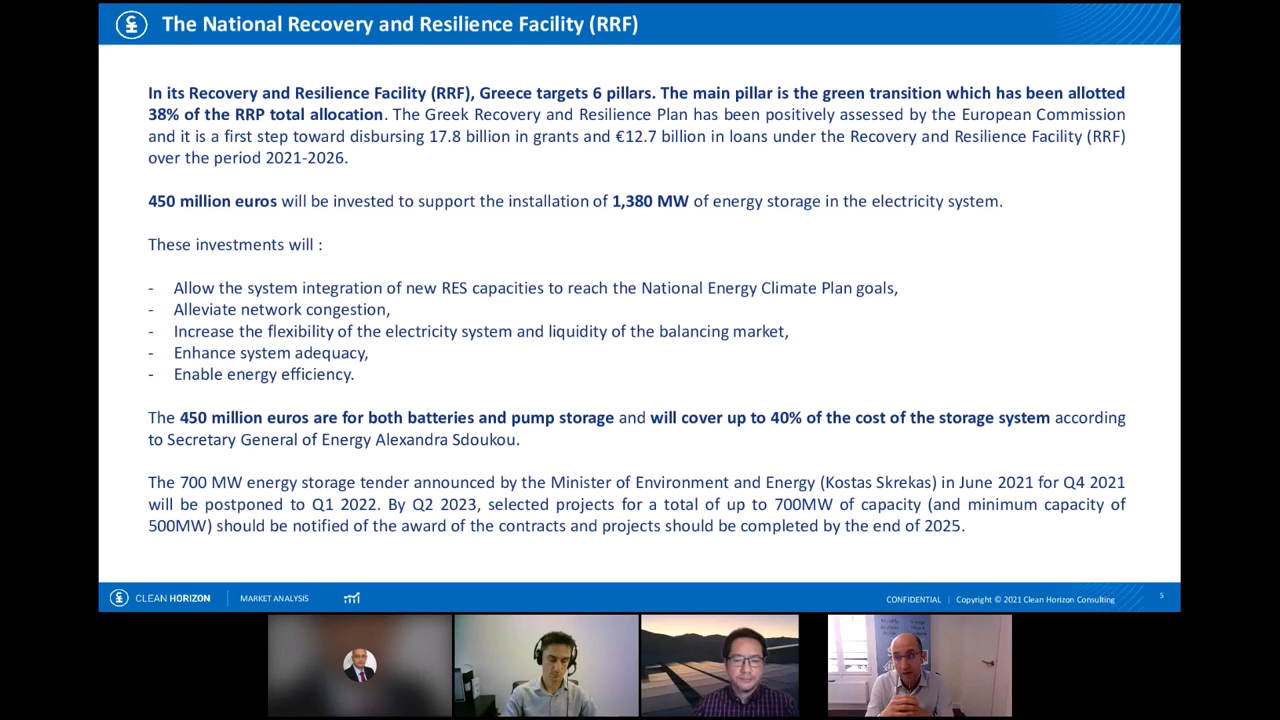 The National Recovery and Resilience Facility (RRF)
In its Recovery and Resilience Facility (RRF), Greece targets 6 pillars. The main pillar is the green transition which has been allotted
38% of the RRP total allocation. The Greek Recovery and Resilience Plan has been positively assessed by the European Commission
and it is a first step toward disbursing 17.8 billion in grants and €12.7 billion in loans under the Recovery and Resilience Facility (RRF)
over the period 2021-2026.
450 million euros will be invested to support the installation of 1,380 MW of energy storage in the electricity system.
These investments will :
- Allow the system integration of new RES capacities to reach the National Energy Climate Plan goals,
- Alleviate network congestion,
- Increase the flexibility of the electricity system and liquidity of the balancing market,
- Enhance system adequacy,
- Enable energy efficiency.
The 450 million euros are for both batteries and pump storage and will cover up to 40% of the cost of the storage system according
to Secretary General of Energy Alexandra Sdoukou.
The 700 MW energy storage tender announced by the Minister of Environment and Energy (Kostas Skrekas) in June 2021 for Q4 2021
will be postponed to Q1 2022. By Q2 2023, selected projects for a total of up to 700MW of capacity (and minimum capacity of
500MW) should be notified of the award of the contracts and projects should be completed by the end of 2025.
CLEAN HORIZON | MARKET ANALYSIS
CONFIDENTIAL | Copyright © 2021 Clean Horizon Consulting
5